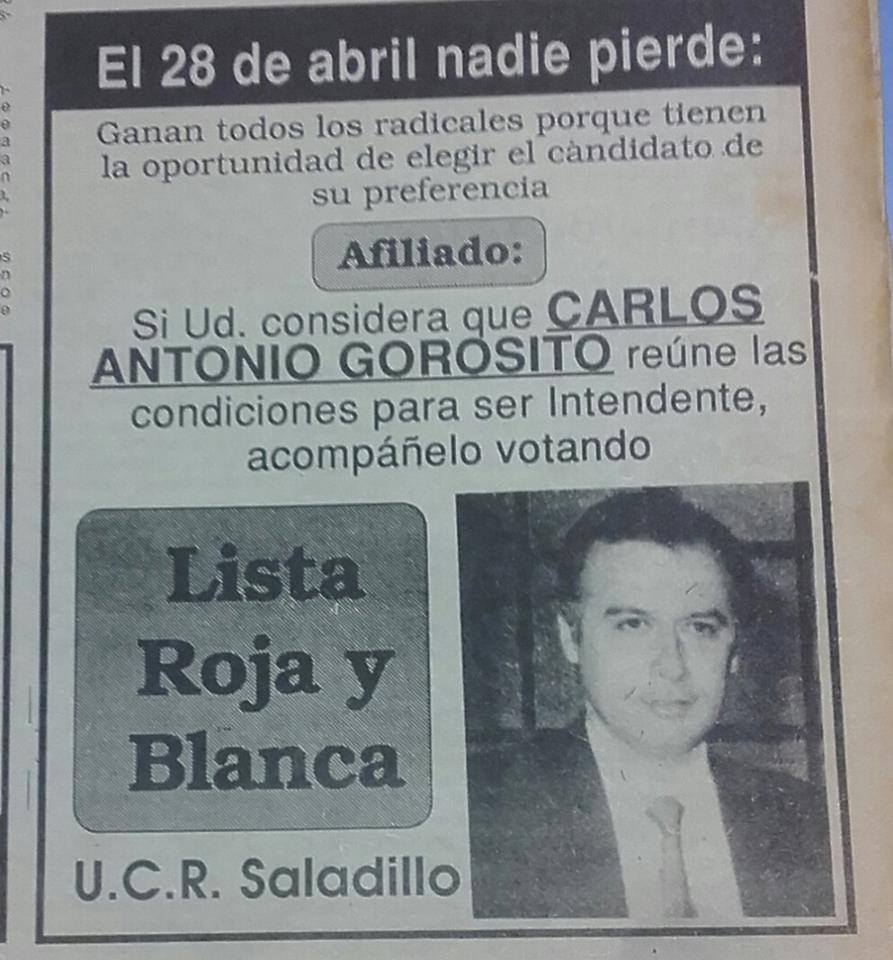 El 28 de abril nadie pierde:
Ganan todos los radicales porque tienen
la oportunidad de elegir el candidato de
su preferencia
Afiliado:
Si Ud. considera que CARLOS
ANTONIO GOROSITO reúne las
condiciones para ser Intendente,
acompáñelo votando
Lista
Roja y
Blanca
U.C.R. Saladillo